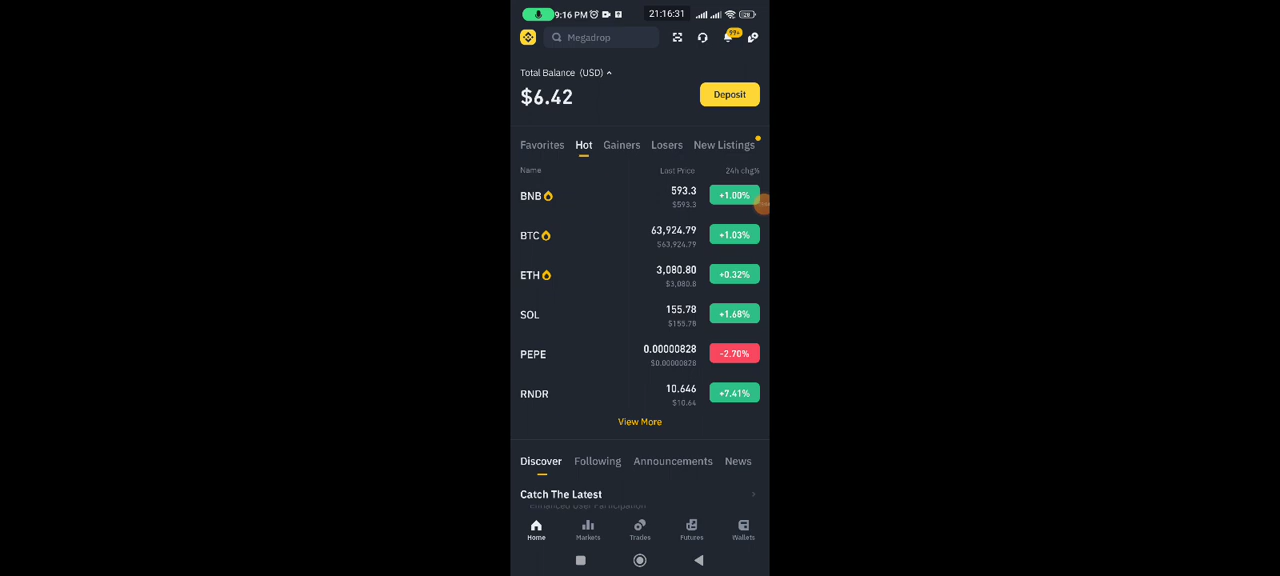 9:16 PM 21:16:31
Megadrop 99+
Total Balance (USD)
$6.42 Deposit
Favorites Hot Gainers Losers New Listings
Name Last Price 24h chg%
BNB 593.3 +1.00%
$593.3
BTC 63,924.79 +1.03%
$63,924.79
ETH 3,080.80 +0.32%
$3,080.8
SOL 155.78 +1.68%
$155.78
PEPE 0.00000828 -2.70%
$0.00000828
RNDR 10.646 +7.41%
$10.64
View More
Discover Following Announcements News
Catch The Latest
Enhanced User Participation
Home Markets Trades Futures Wallets